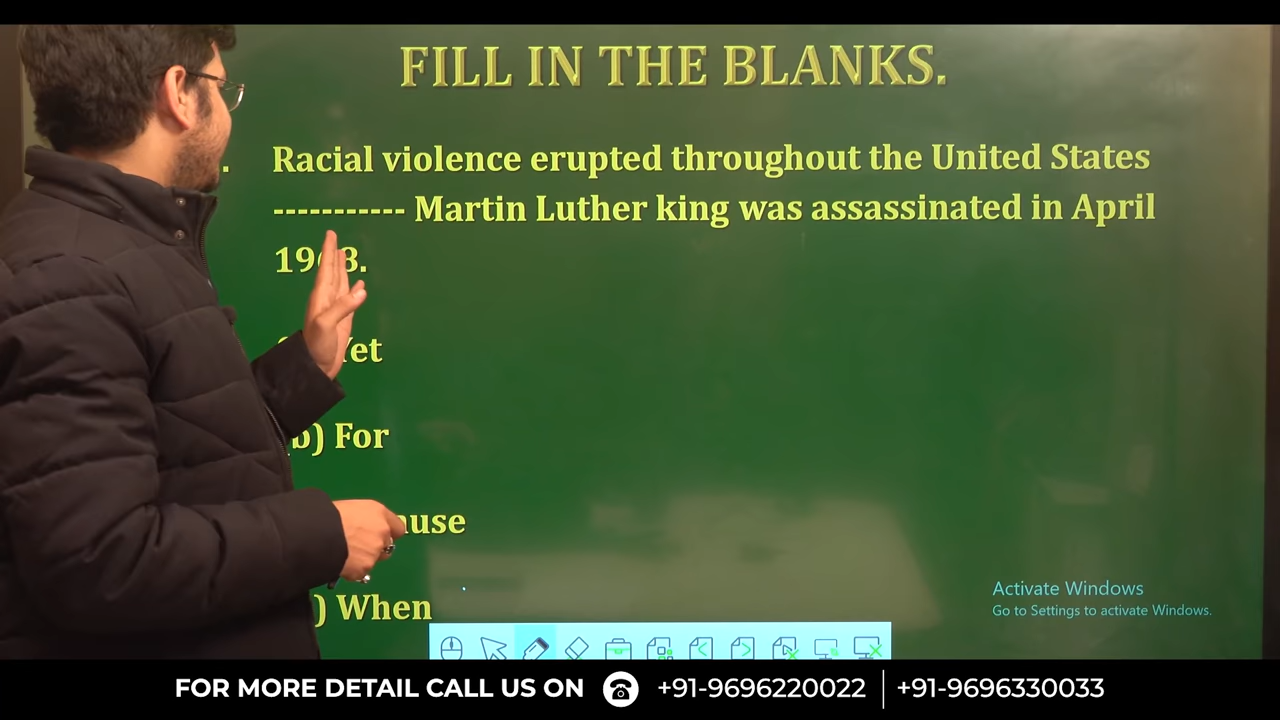 FILL IN THE BLANKS.
. Racial violence erupted throughout the United States
----------- Martin Luther king was assassinated in April
Yet
b) For
) When
Activate Windows
Go to Settings to activate Windows.
FOR MORE DETAIL CALL US ON +91-9696220022 +91-9696330033